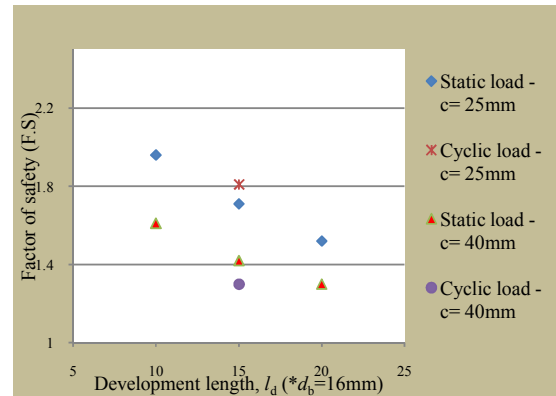 Factor of safety (F.S)
2.2
1.8
1.4
1
5
10
15
20
25
Development length, ld (*db=16mm)
Static load -
c= 25mm
Cyclic load -
c= 25mm
Static load -
c= 40mm
Cyclic load -
c= 40mm